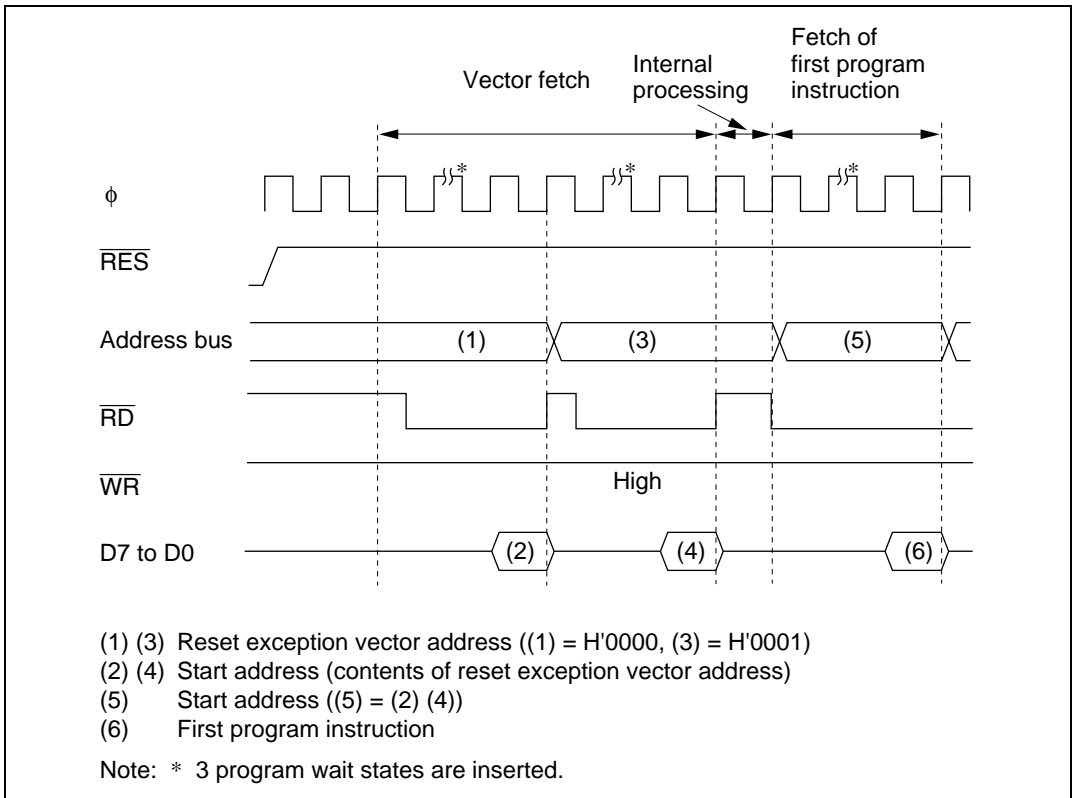 Vector fetch
Internal
processing
Fetch of
first program
instruction
ϕ
*
*
*
RES
Address bus
(1)
(3)
(5)
RD
WR
High
D7 to D0
(2)
(4)
(6)
(1) (3) Reset exception vector address ((1) = H'0000, (3) = H'0001)
(2) (4) Start address (contents of reset exception vector address)
(5) Start address ((5) = (2) (4))
(6) First program instruction
Note: * 3 program wait states are inserted.